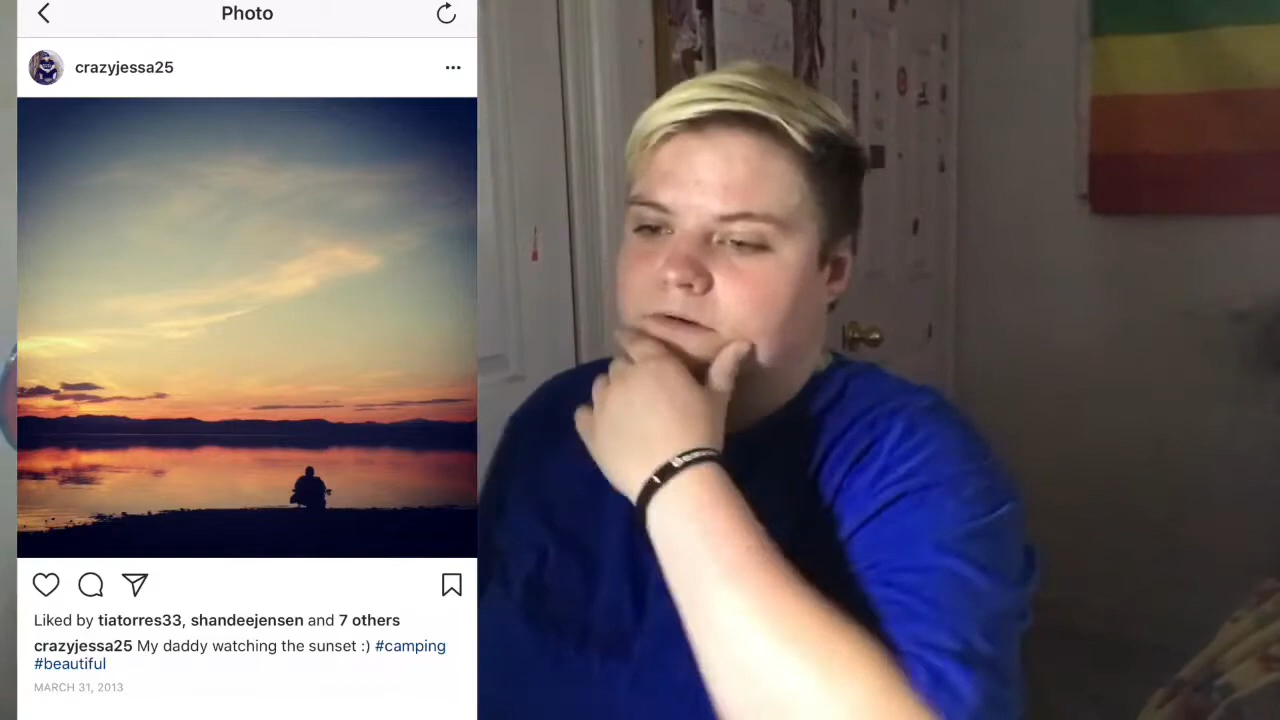 Photo
crazyjessa25
Liked by tiatorres33, shandeejensen and 7 others
crazyjessa25 My daddy watching the sunset :) #camping
#beautiful
MARCH 31, 2013